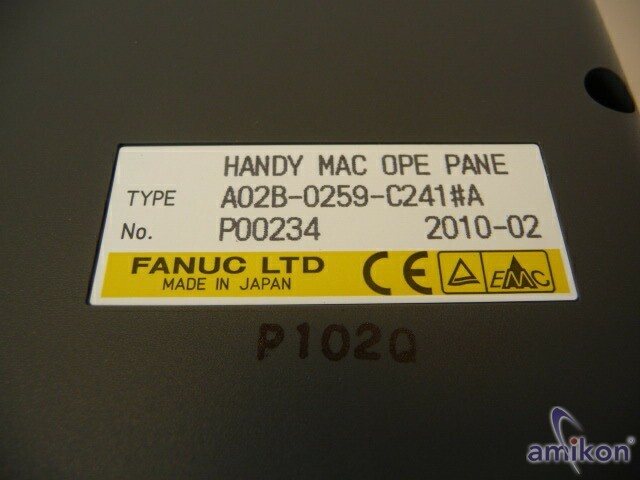 HANDY MAC OPE PANE
TYPE A02B-0259-C241#A
No. P00234 2010-02
FANUC LTD
MADE IN JAPAN
CE
EMC
P102Q
amikon